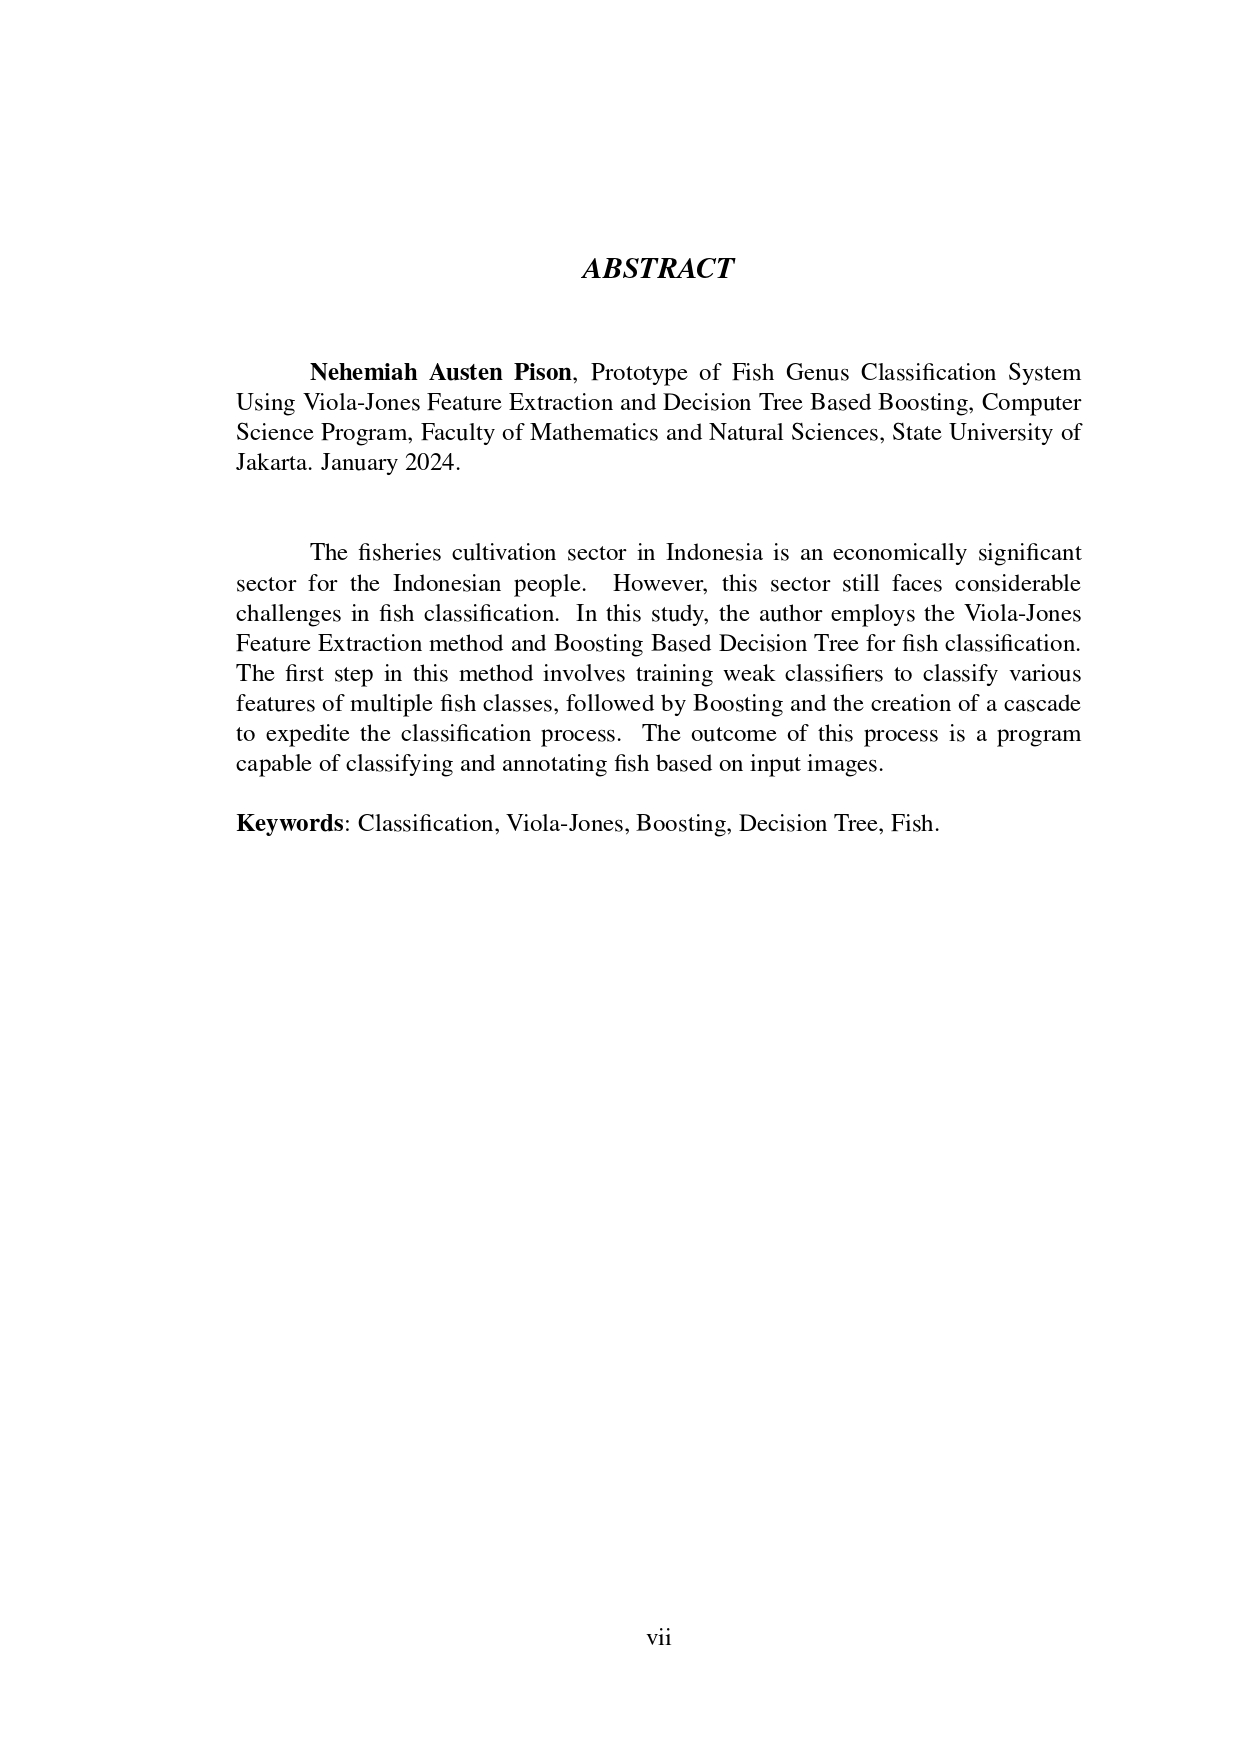 ABSTRACT
Nehemiah Austen Pison, Prototype of Fish Genus Classification System
Using Viola-Jones Feature Extraction and Decision Tree Based Boosting, Computer
Science Program, Faculty of Mathematics and Natural Sciences, State University of
Jakarta. January 2024.
The fisheries cultivation sector in Indonesia is an economically significant
sector for the Indonesian people. However, this sector still faces considerable
challenges in fish classification. In this study, the author employs the Viola-Jones
Feature Extraction method and Boosting Based Decision Tree for fish classification.
The first step in this method involves training weak classifiers to classify various
features of multiple fish classes, followed by Boosting and the creation of a cascade
to expedite the classification process. The outcome of this process is a program
capable of classifying and annotating fish based on input images.
Keywords: Classification, Viola-Jones, Boosting, Decision Tree, Fish.
vii